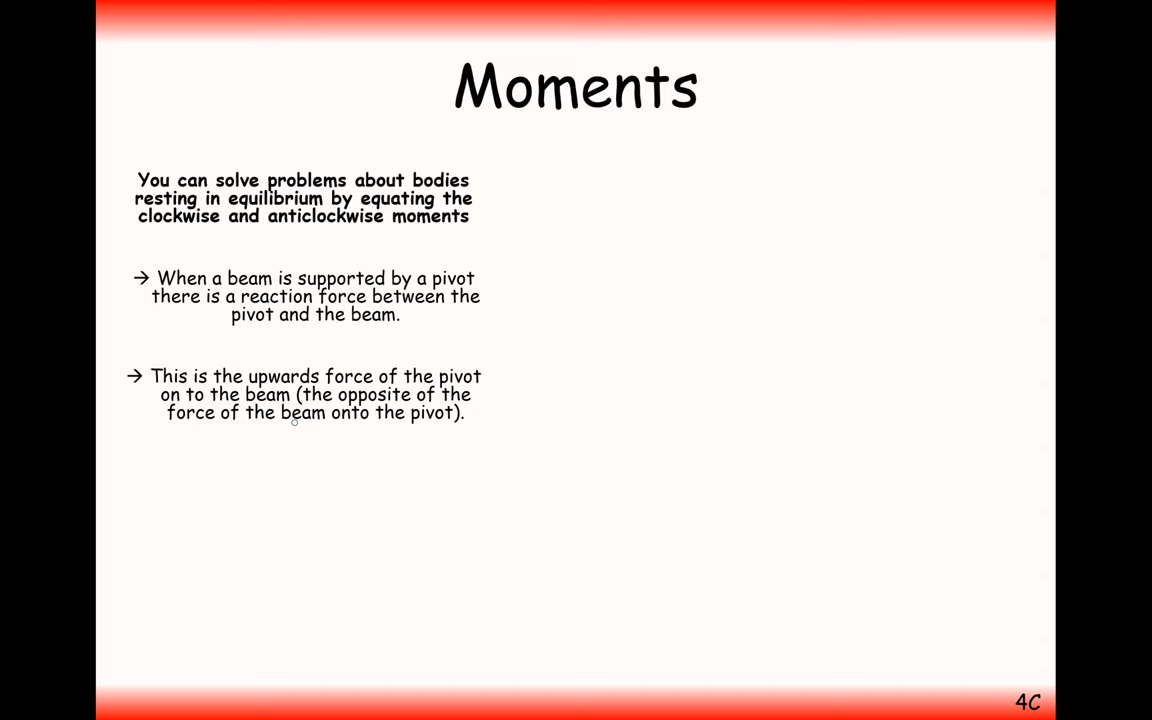 Moments
You can solve problems about bodies
resting in equilibrium by equating the
clockwise and anticlockwise moments
→ When a beam is supported by a pivot
there is a reaction force between the
pivot and the beam.
→ This is the upwards force of the pivot
on to the beam (the opposite of the
force of the beam onto the pivot).
4C